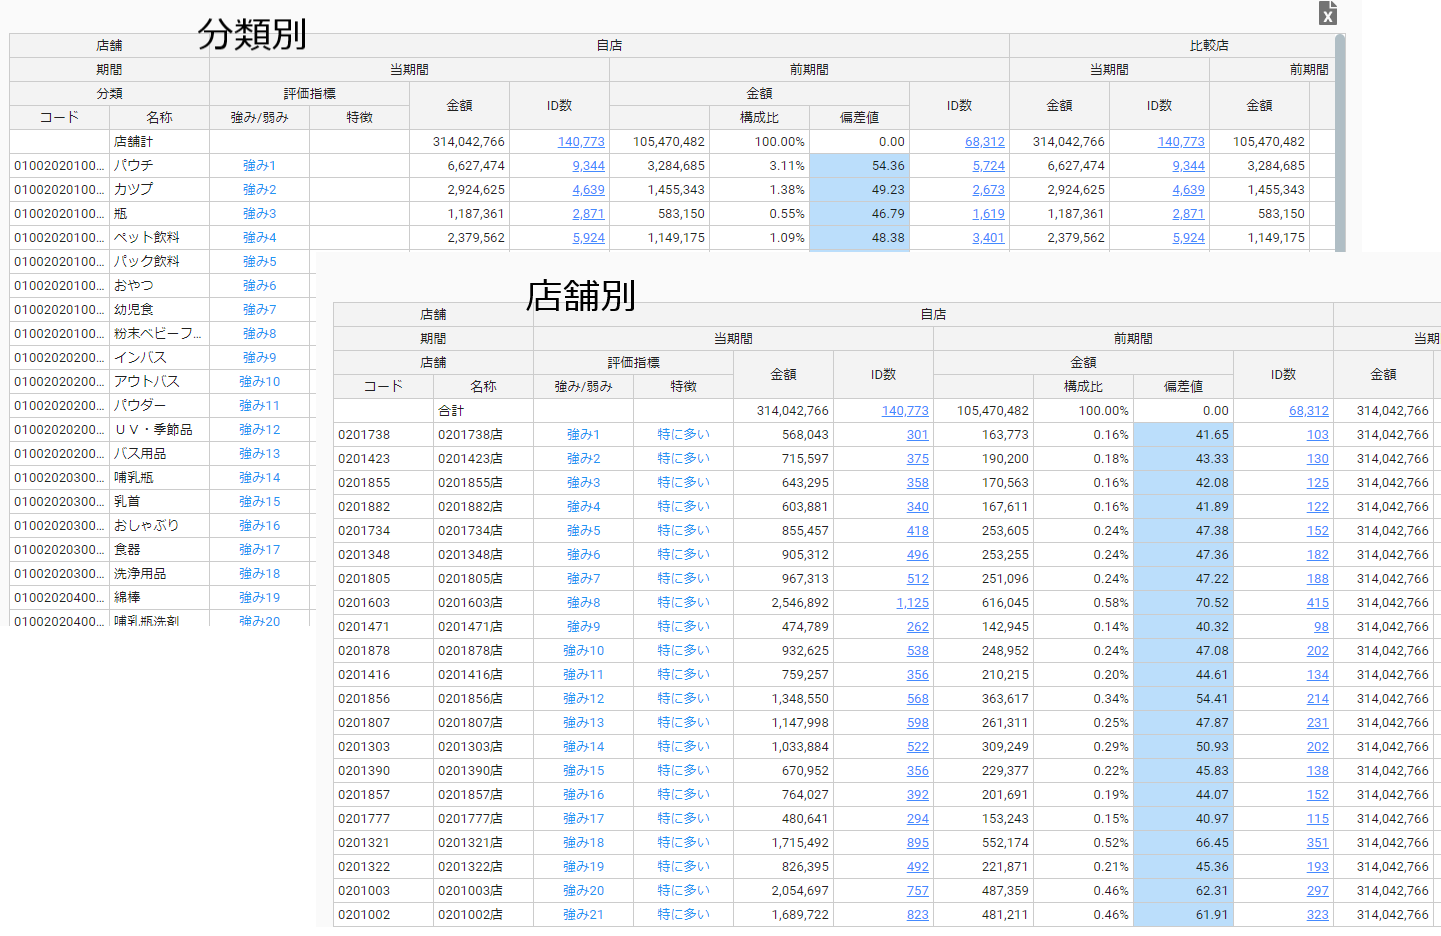 分類別
店舗 自店 比較店
期間 当期間 前期間 当期間 前期間
分類 評価指標 金額 ID数 金額 ID数 金額 ID数 金額
コード 名称 強み/弱み 特徴 構成比 偏差値
店舗計 314,042,766 140,773 105,470,482 100.00% 0.00 68,312 314,042,766 140,773 105,470,482
01002020100... パウチ 強み1 6,627,474 9,344 3,284,685 3.11% 54.36 5,724 6,627,474 9,344 3,284,685
01002020100... カツプ 強み2 2,924,625 4,639 1,455,343 1.38% 49.23 2,673 2,924,625 4,639 1,455,343
01002020100... 瓶 強み3 1,187,361 2,871 583,150 0.55% 46.79 1,619 1,187,361 2,871 583,150
01002020100... ペット飲料 強み4 2,379,562 5,924 1,149,175 1.09% 48.38 3,401 2,379,562 5,924 1,149,175
01002020100... パック飲料 強み5
01002020100... おやつ 強み6
01002020100... 幼児食 強み7
01002020100... 粉末ベビーフ... 強み8
01002020200... インバス 強み9
01002020200... アウトバス 強み10
01002020200... パウダー 強み11
01002020200... ＵＶ・季節品 強み12
01002020200... バス用品 強み13
01002020300... 哺乳瓶 強み14
01002020300... 乳首 強み15
01002020300... おしゃぶり 強み16
01002020300... 食器 強み17
01002020300... 洗浄用品 強み18
01002020400... 綿棒 強み19
01002020400... 哺乳瓶洗剤 強み20
店舗別
店舗 自店
期間 当期間 前期間 当期
店舗 評価指標 金額 ID数 金額 ID数 金額
コード 名称 強み/弱み 特徴 構成比 偏差値
合計 314,042,766 140,773 105,470,482 100.00% 0.00 68,312 314,042,766
0201738 0201738店 強み1 特に多い 568,043 301 163,773 0.16% 41.65 103 314,042,766
0201423 0201423店 強み2 特に多い 715,597 375 190,200 0.18% 43.33 130 314,042,766
0201855 0201855店 強み3 特に多い 643,295 358 170,563 0.16% 42.08 125 314,042,766
0201882 0201882店 強み4 特に多い 603,881 340 167,611 0.16% 41.89 122 314,042,766
0201734 0201734店 強み5 特に多い 855,457 418 253,605 0.24% 47.38 152 314,042,766
0201348 0201348店 強み6 特に多い 905,312 496 253,255 0.24% 47.36 182 314,042,766
0201805 0201805店 強み7 特に多い 967,313 512 251,096 0.24% 47.22 188 314,042,766
0201603 0201603店 強み8 特に多い 2,546,892 1,125 616,045 0.58% 70.52 415 314,042,766
0201471 0201471店 強み9 特に多い 474,789 262 142,945 0.14% 40.32 98 314,042,766
0201878 0201878店 強み10 特に多い 932,625 538 248,952 0.24% 47.08 202 314,042,766
0201416 0201416店 強み11 特に多い 759,257 356 210,215 0.20% 44.61 134 314,042,766
0201856 0201856店 強み12 特に多い 1,348,550 568 363,617 0.34% 54.41 214 314,042,766
0201807 0201807店 強み13 特に多い 1,147,998 598 261,311 0.25% 47.87 231 314,042,766
0201303 0201303店 強み14 特に多い 1,033,884 522 309,249 0.29% 50.93 202 314,042,766
0201390 0201390店 強み15 特に多い 670,952 356 229,377 0.22% 45.83 138 314,042,766
0201857 0201857店 強み16 特に多い 764,027 392 201,691 0.19% 44.07 152 314,042,766
0201777 0201777店 強み17 特に多い 480,641 294 153,243 0.15% 40.97 115 314,042,766
0201321 0201321店 強み18 特に多い 1,715,492 895 552,174 0.52% 66.45 351 314,042,766
0201322 0201322店 強み19 特に多い 826,395 492 221,871 0.21% 45.36 193 314,042,766
0201003 0201003店 強み20 特に多い 2,054,697 757 487,359 0.46% 62.31 297 314,042,766
0201002 0201002店 強み21 特に多い 1,689,722 823 481,211 0.46% 61.91 323 314,042,766